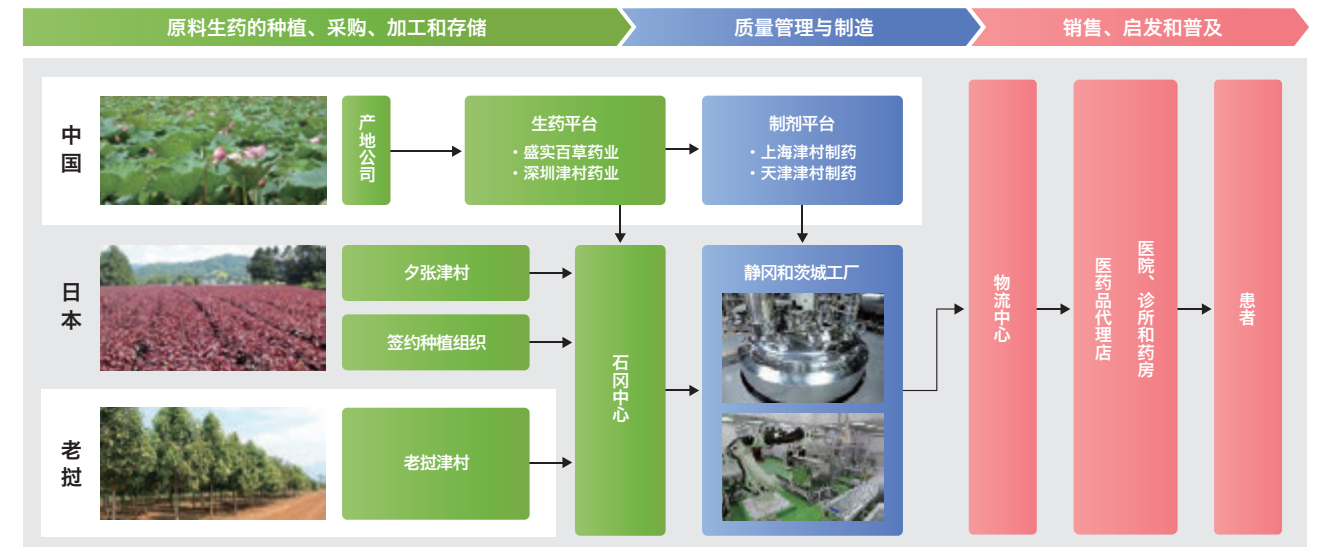 原料生药的种植、采购、加工和存储
质量管理与制造
销售、启发和普及
中国
产地公司
生药平台
・盛实百草药业
・深圳津村药业
制剂平台
・上海津村制药
・天津津村制药
日本
夕张津村
签约种植组织
石冈中心
静冈和茨城工厂
物流中心
医药品代理店
医院、诊所和药房
患者
老挝
老挝津村